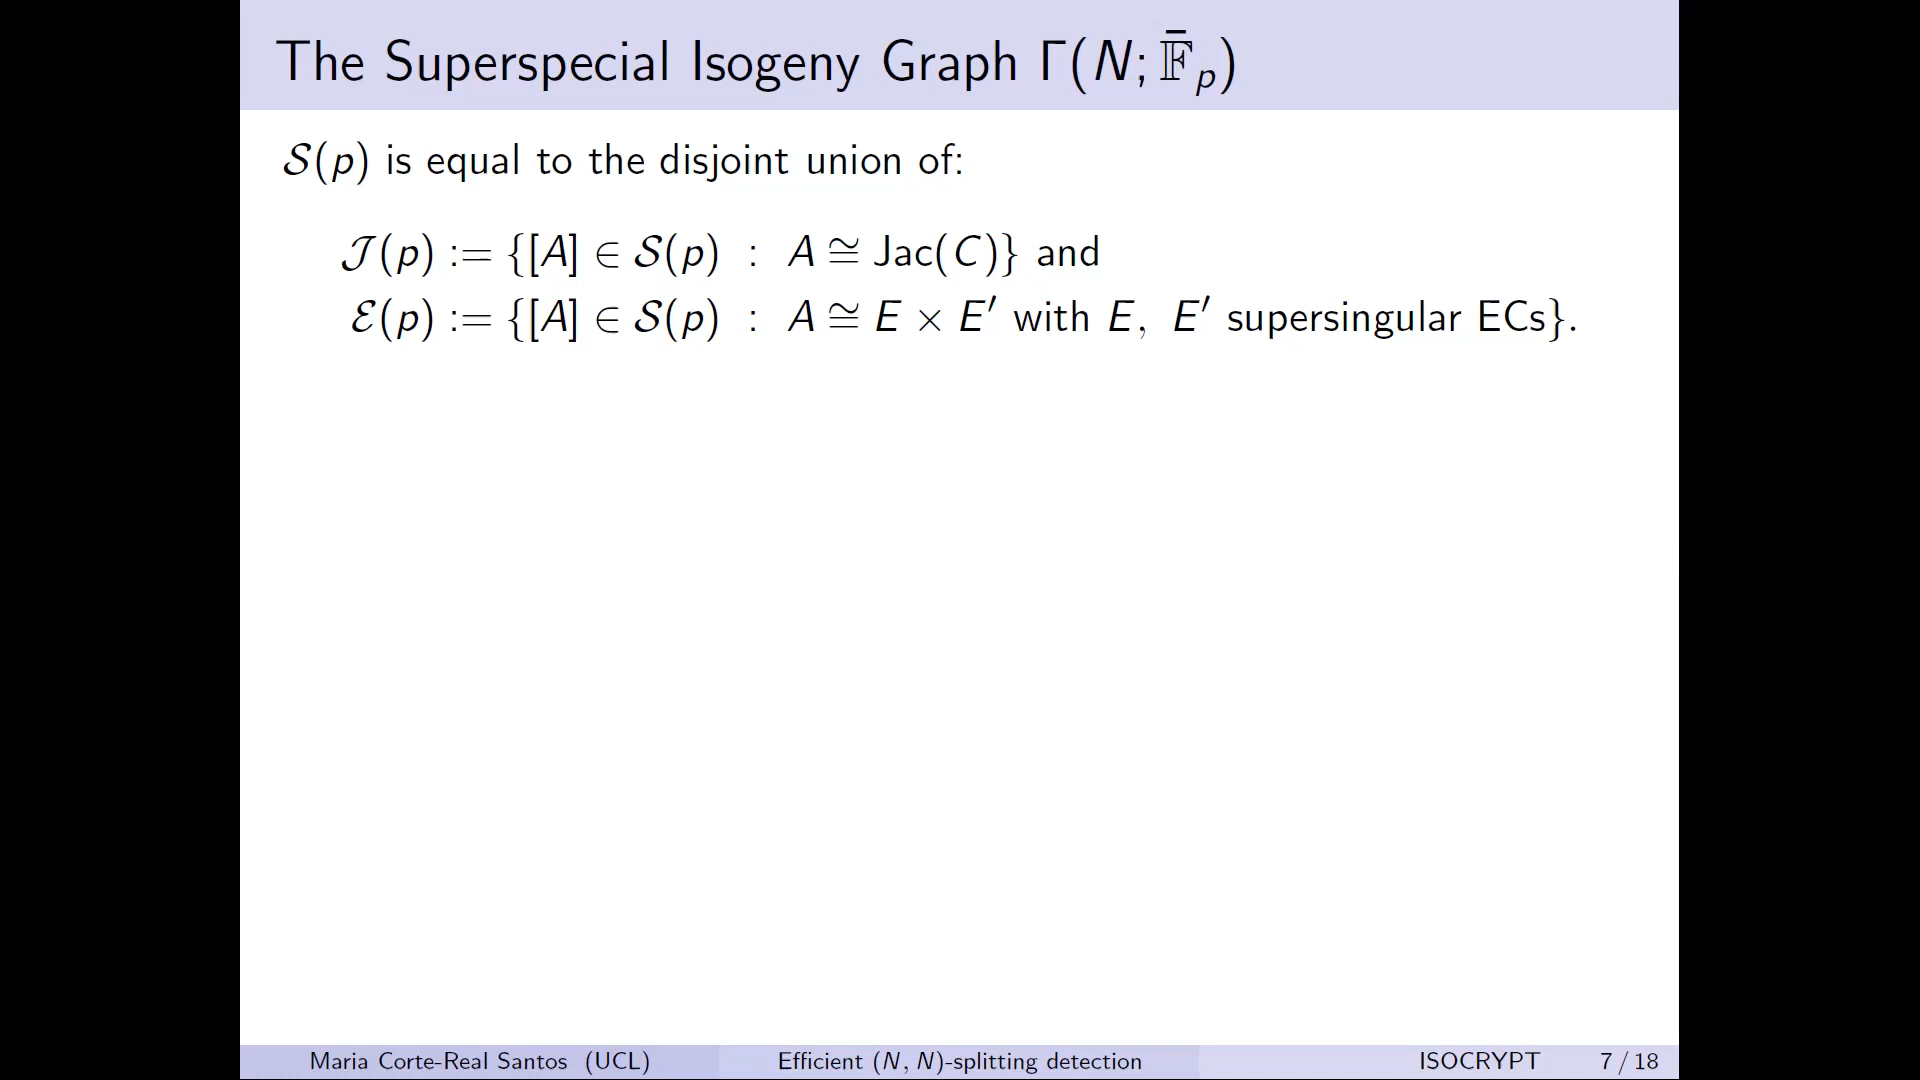 The Superspecial Isogeny Graph Γ(N; 𝔽̄ₚ)
𝒮(p) is equal to the disjoint union of:
𝒥(p) := {[A] ∈ 𝒮(p) : A ≅ Jac(C)} and
ℰ(p) := {[A] ∈ 𝒮(p) : A ≅ E × E′ with E, E′ supersingular ECs}.
Maria Corte-Real Santos (UCL) Efficient (N, N)-splitting detection ISOCRYPT 7 / 18